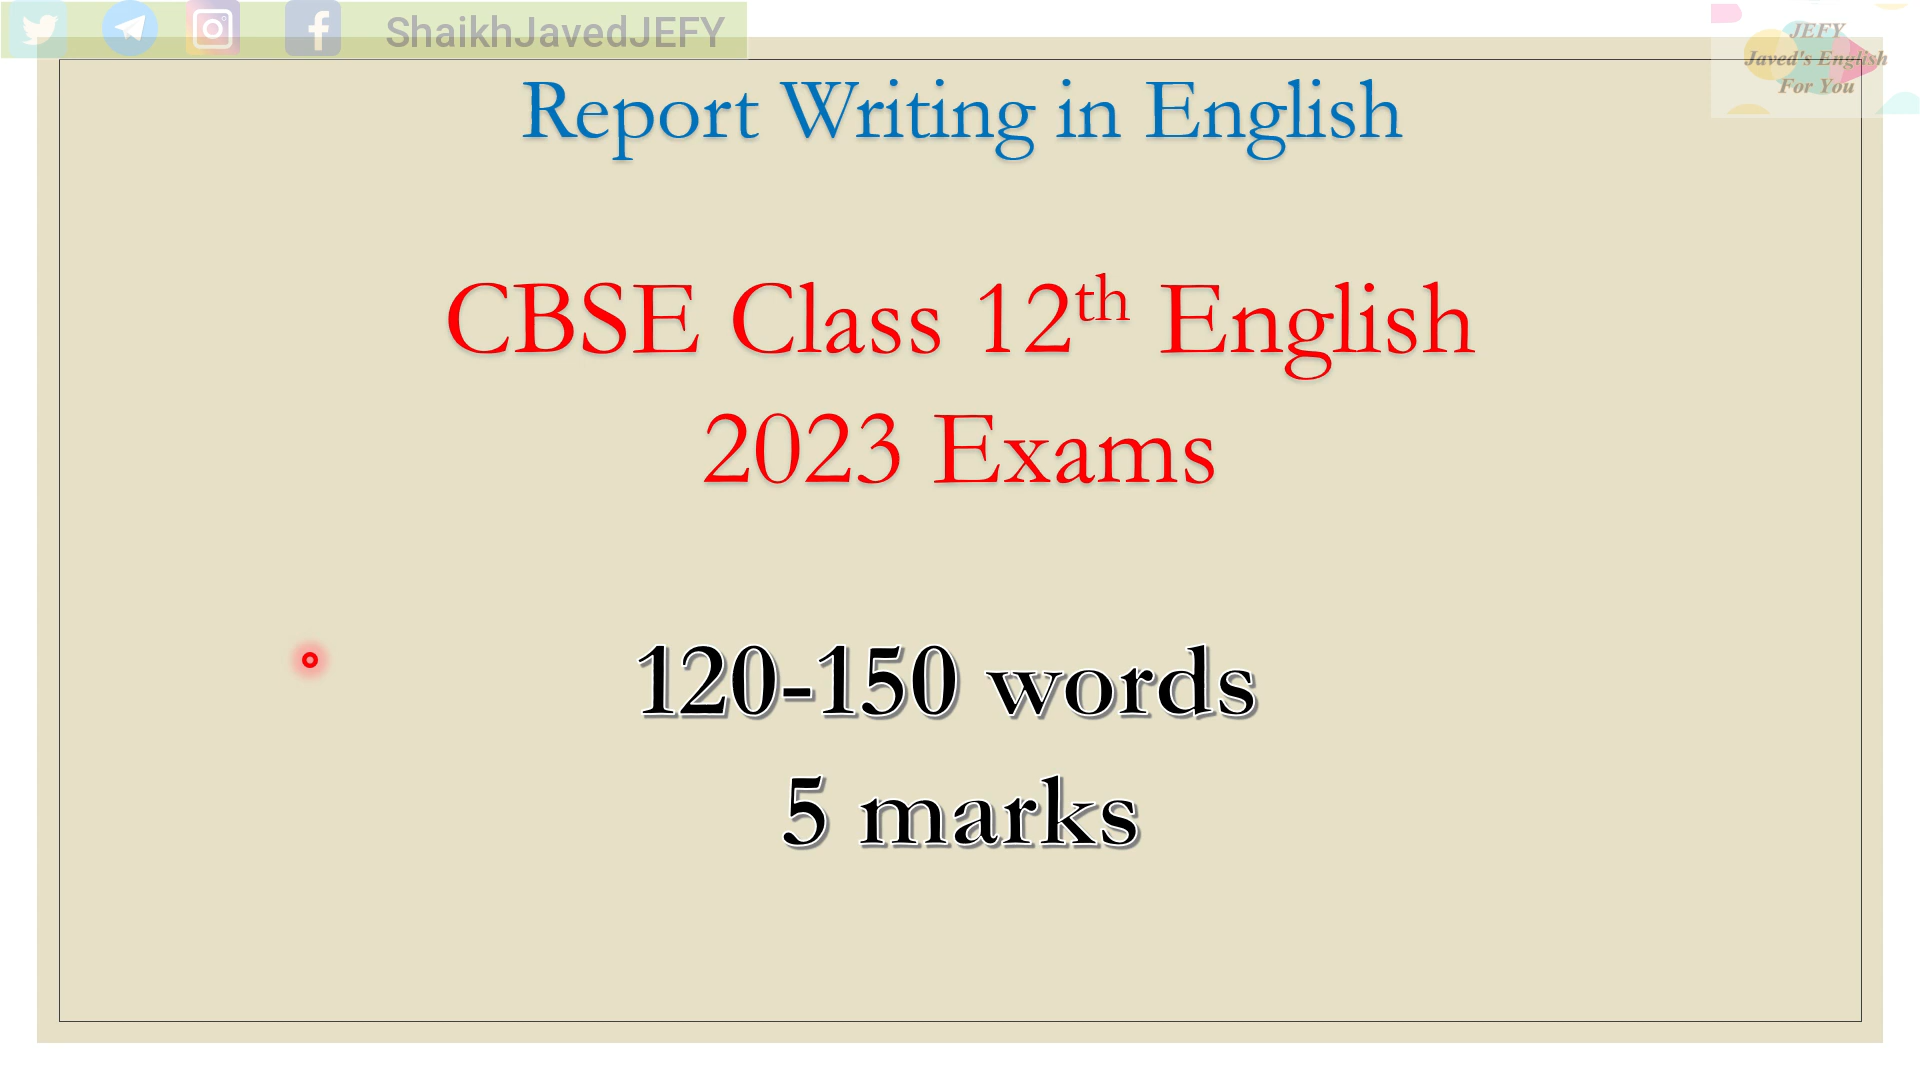 ShaikhJavedJEFY
JEFY
Javed's English
For You
Report Writing in English
CBSE Class 12th English
2023 Exams
120-150 words
5 marks